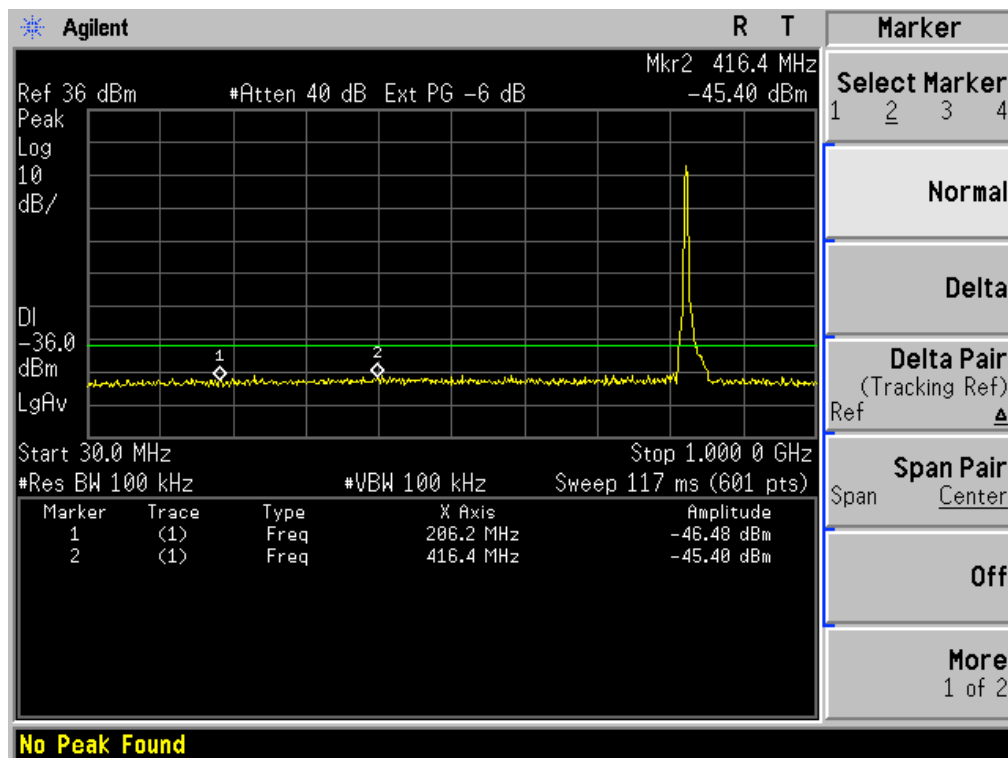 Agilent R T
Mkr2 416.4 MHz
Ref 36 dBm #Atten 40 dB Ext PG -6 dB -45.40 dBm
Peak
Log
10
dB/
DI
-36.0
dBm
LgAv
1
2
Start 30.0 MHz Stop 1.000 0 GHz
#Res BW 100 kHz #VBW 100 kHz Sweep 117 ms (601 pts)
Marker Trace Type X Axis Amplitude
1 (1) Freq 206.2 MHz -46.48 dBm
2 (1) Freq 416.4 MHz -45.40 dBm
No Peak Found
Marker
Select Marker
1 2 3 4
Normal
Delta
Delta Pair
(Tracking Ref)
Ref Δ
Span Pair
Span Center
Off
More
1 of 2